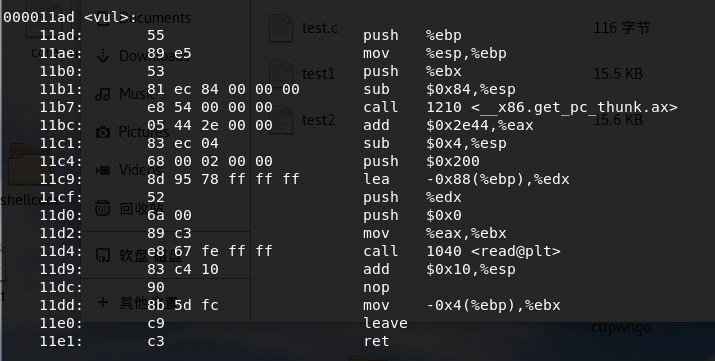 000011ad <vul>:
11ad: 55 push %ebp
11ae: 89 e5 mov %esp,%ebp
11b0: 53 push %ebx
11b1: 81 ec 84 00 00 00 sub $0x84,%esp
11b7: e8 54 00 00 00 call 1210 <__x86.get_pc_thunk.ax>
11bc: 05 44 2e 00 00 add $0x2e44,%eax
11c1: 83 ec 04 sub $0x4,%esp
11c4: 68 00 02 00 00 push $0x200
11c9: 8d 95 78 ff ff ff lea -0x88(%ebp),%edx
11cf: 52 push %edx
11d0: 6a 00 push $0x0
11d2: 89 c3 mov %eax,%ebx
11d4: e8 67 fe ff ff call 1040 <read@plt>
11d9: 83 c4 10 add $0x10,%esp
11dc: 90 nop
11dd: 8b 5d fc mov -0x4(%ebp),%ebx
11e0: c9 leave
11e1: c3 ret
Documents
Downloads
Music
Pictures
Videos
回收站
软盘
+ 其他
test.c 116 字节
test1 15.5 KB
test2 15.6 KB
shellco
ctfpwngo